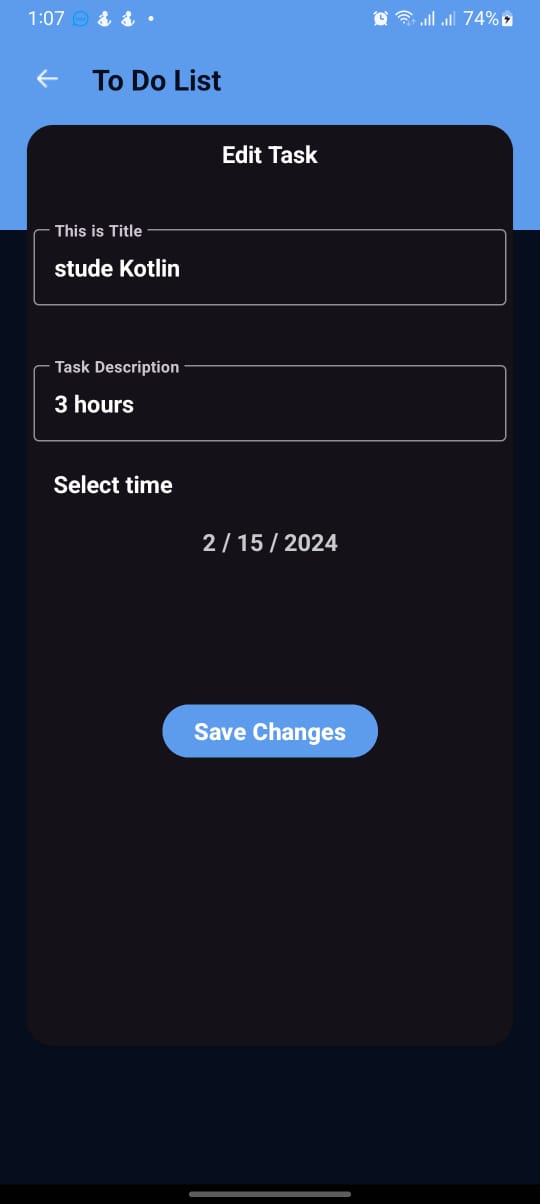 1:07 74%
To Do List
Edit Task
This is Title
stude Kotlin
Task Description
3 hours
Select time
2 / 15 / 2024
Save Changes